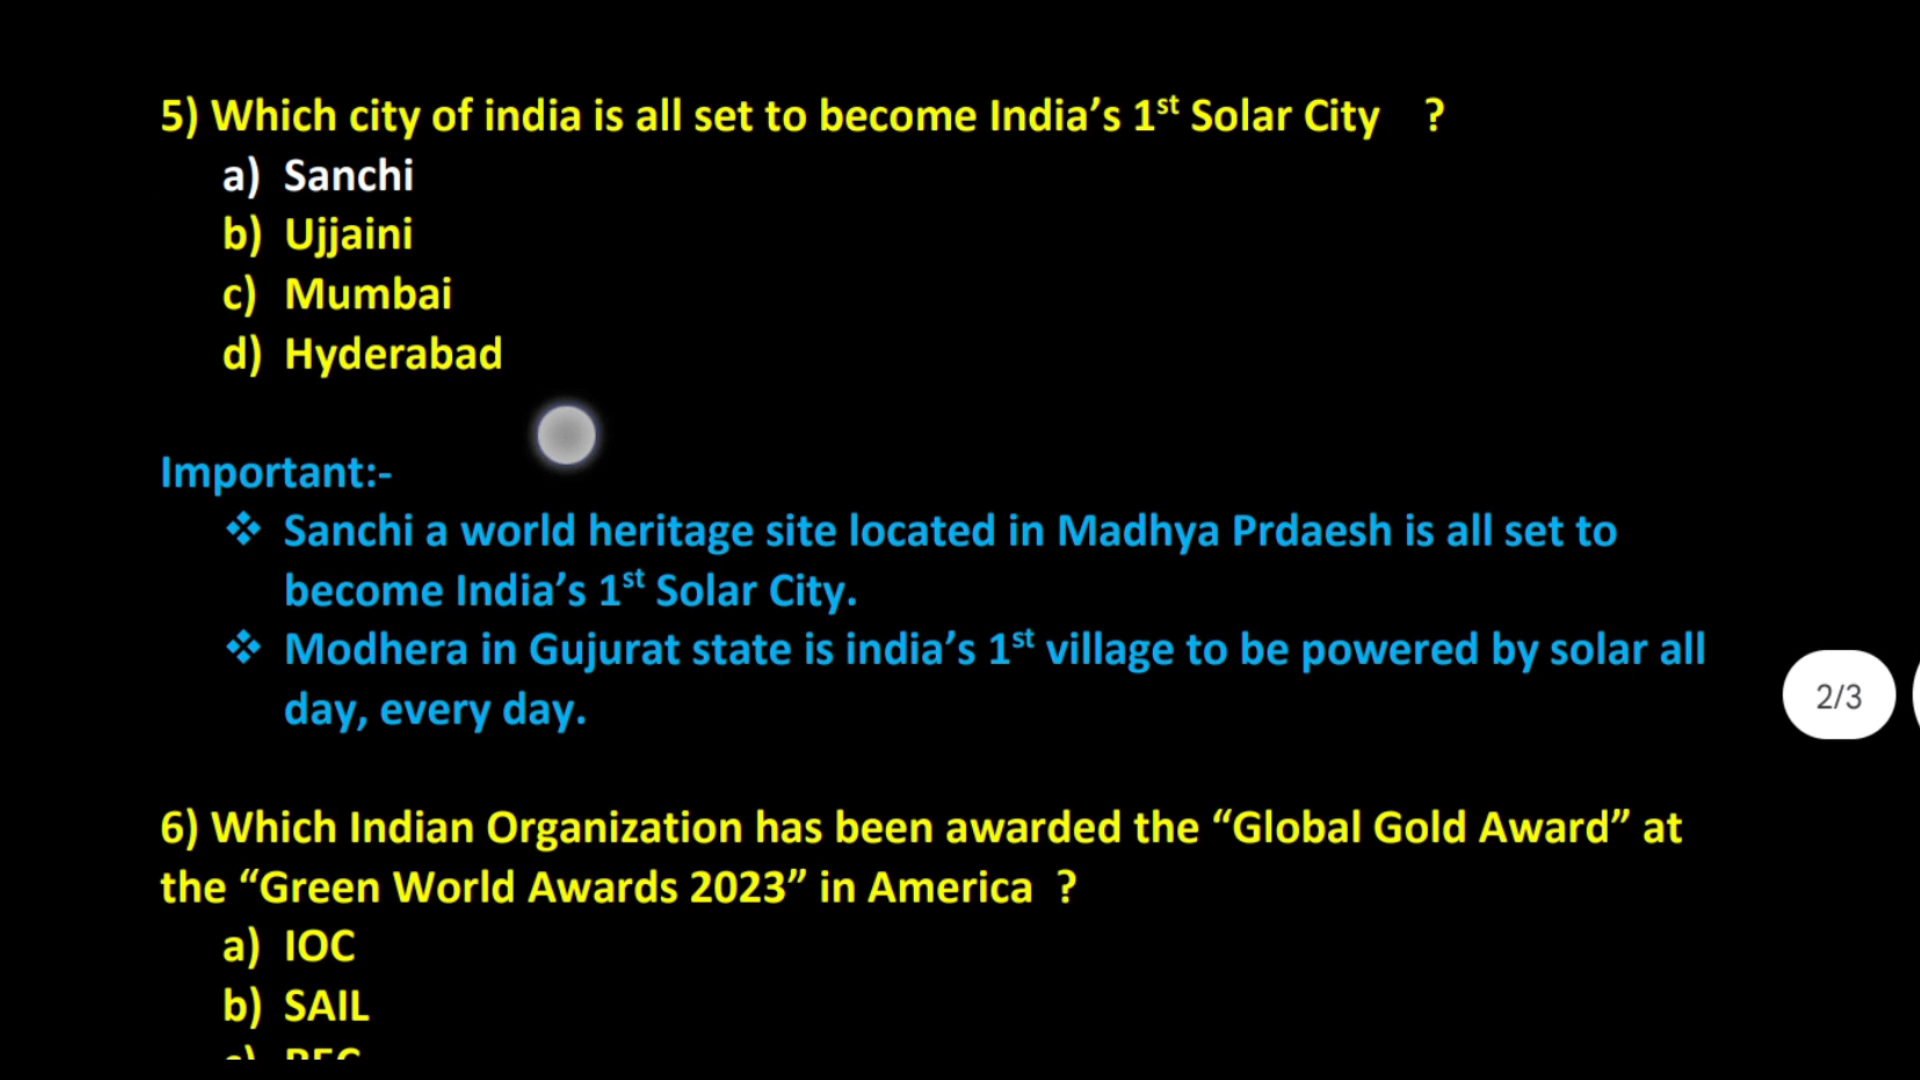 5) Which city of india is all set to become India’s 1st Solar City ?
a) Sanchi
b) Ujjaini
c) Mumbai
d) Hyderabad
Important:-
❖ Sanchi a world heritage site located in Madhya Prdaesh is all set to
become India’s 1st Solar City.
❖ Modhera in Gujurat state is india’s 1st village to be powered by solar all
day, every day.
2/3
6) Which Indian Organization has been awarded the “Global Gold Award” at
the “Green World Awards 2023” in America ?
a) IOC
b) SAIL